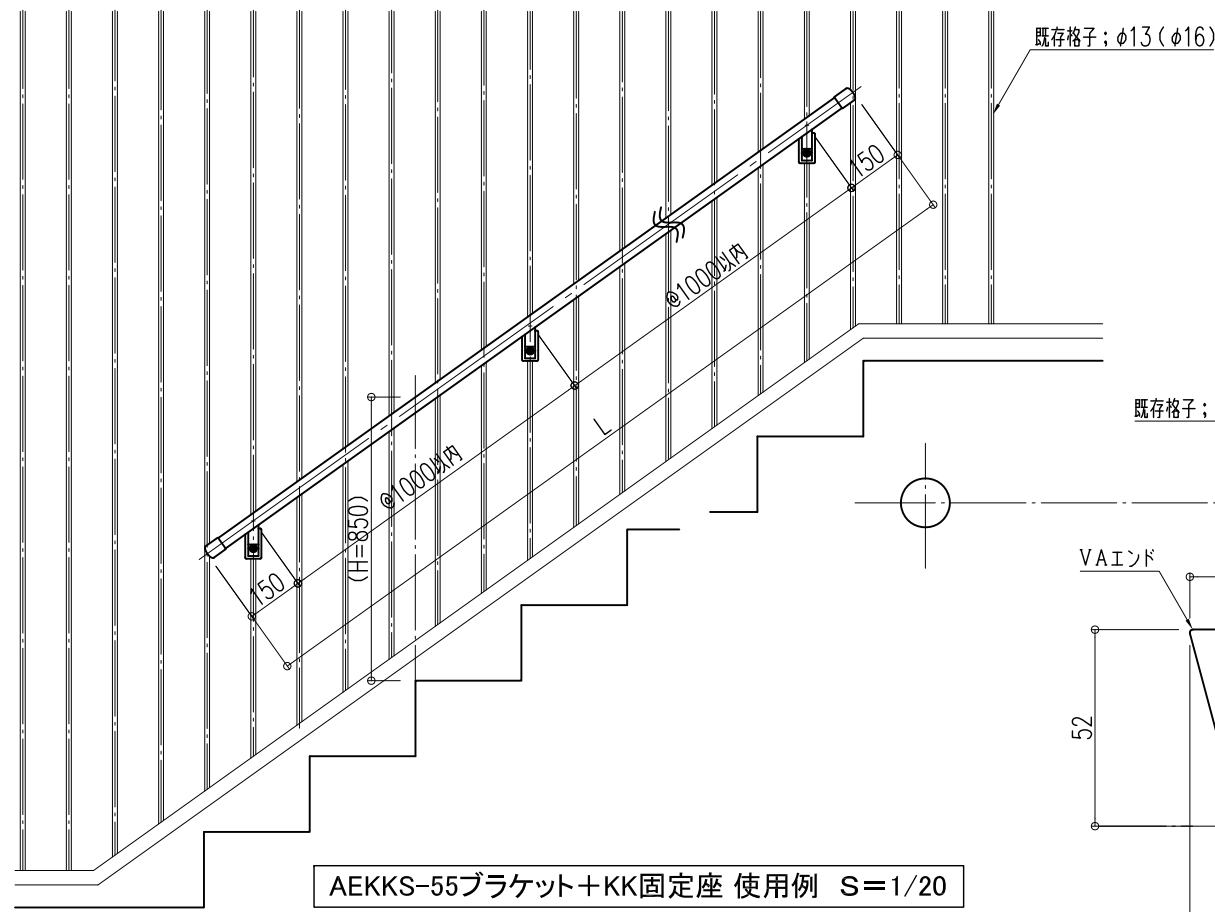 既存格子；φ13（φ16）
150
@1000以内
既存格子；
L
@1000以内
(H=850)
VAエンド
150
52
AEKKS-55ブラケット＋KK固定座 使用例 S＝1/20